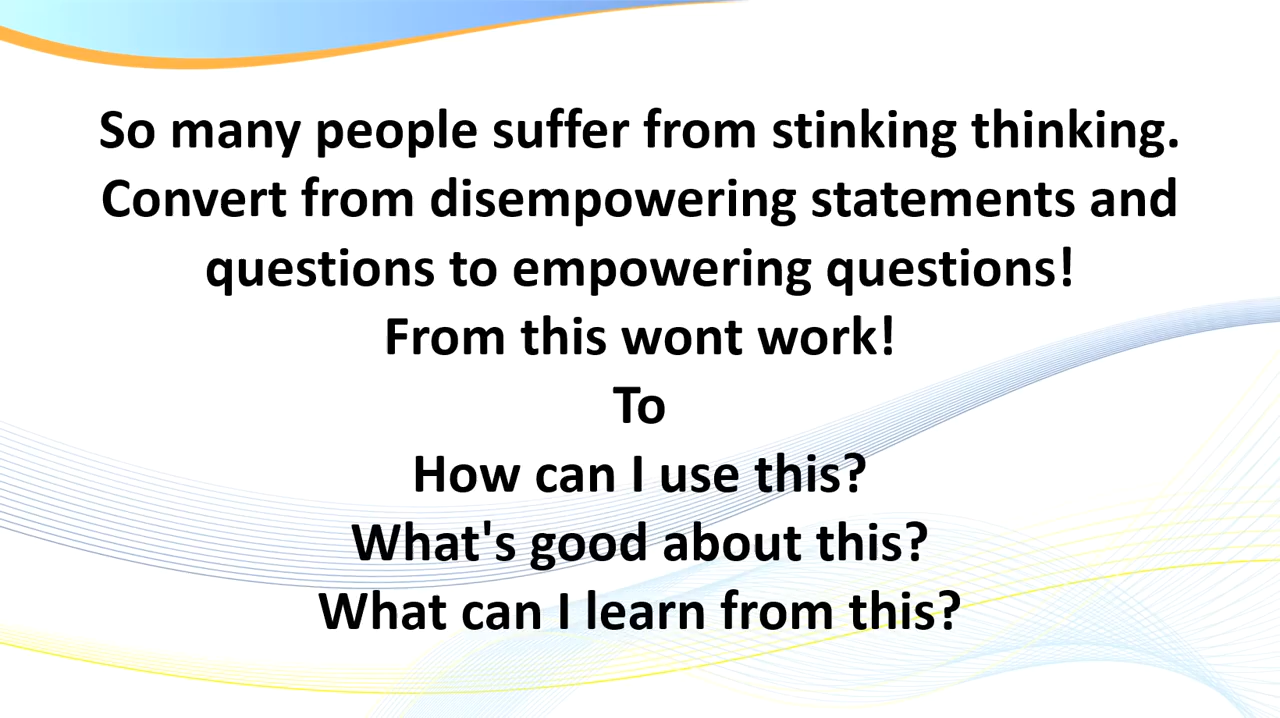 So many people suffer from stinking thinking.
Convert from disempowering statements and
questions to empowering questions!
From this wont work!
To
How can I use this?
What's good about this?
What can I learn from this?